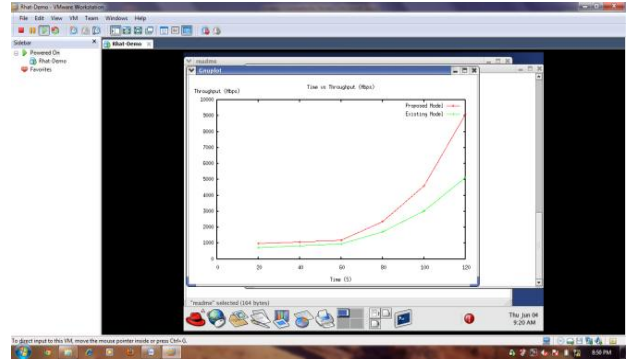 Rhat-Demo - VMware Workstation
File Edit View VM Team Windows Help
Sidebar
Powered On
Rhat-Demo
Favorites
Rhat-Demo
readme
Gnuplot
Throughput (Mbps)
Time vs Throughput (Mbps)
Proposed Model
Existing Model
10000
9000
8000
7000
6000
5000
4000
3000
2000
1000
0
0 20 40 60 80 100 120
Time (S)
"readme" selected (164 bytes)
Thu Jun 04
9:20 AM
To direct input to this VM, move the mouse pointer inside or press Ctrl+G.
8:50 PM